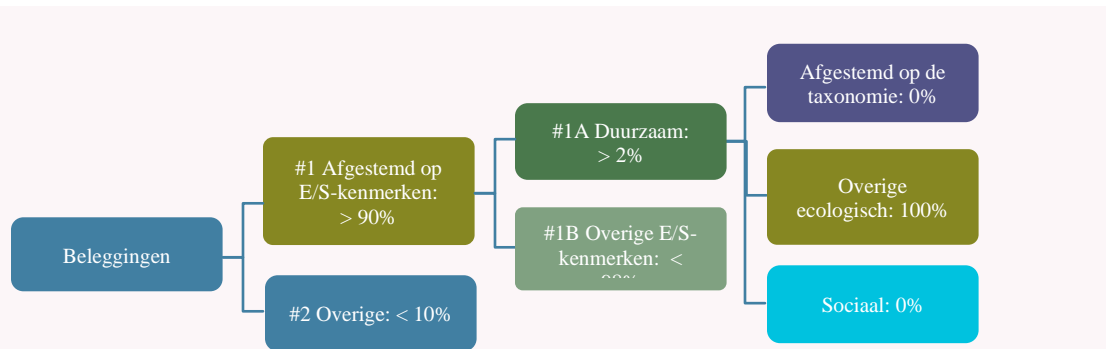 Beleggingen
#1 Afgestemd op
E/S-kenmerken:
> 90%
#2 Overige: < 10%
#1A Duurzaam:
> 2%
#1B Overige E/S-
kenmerken: <
Afgestemd op de
taxonomie: 0%
Overige
ecologisch: 100%
Sociaal: 0%